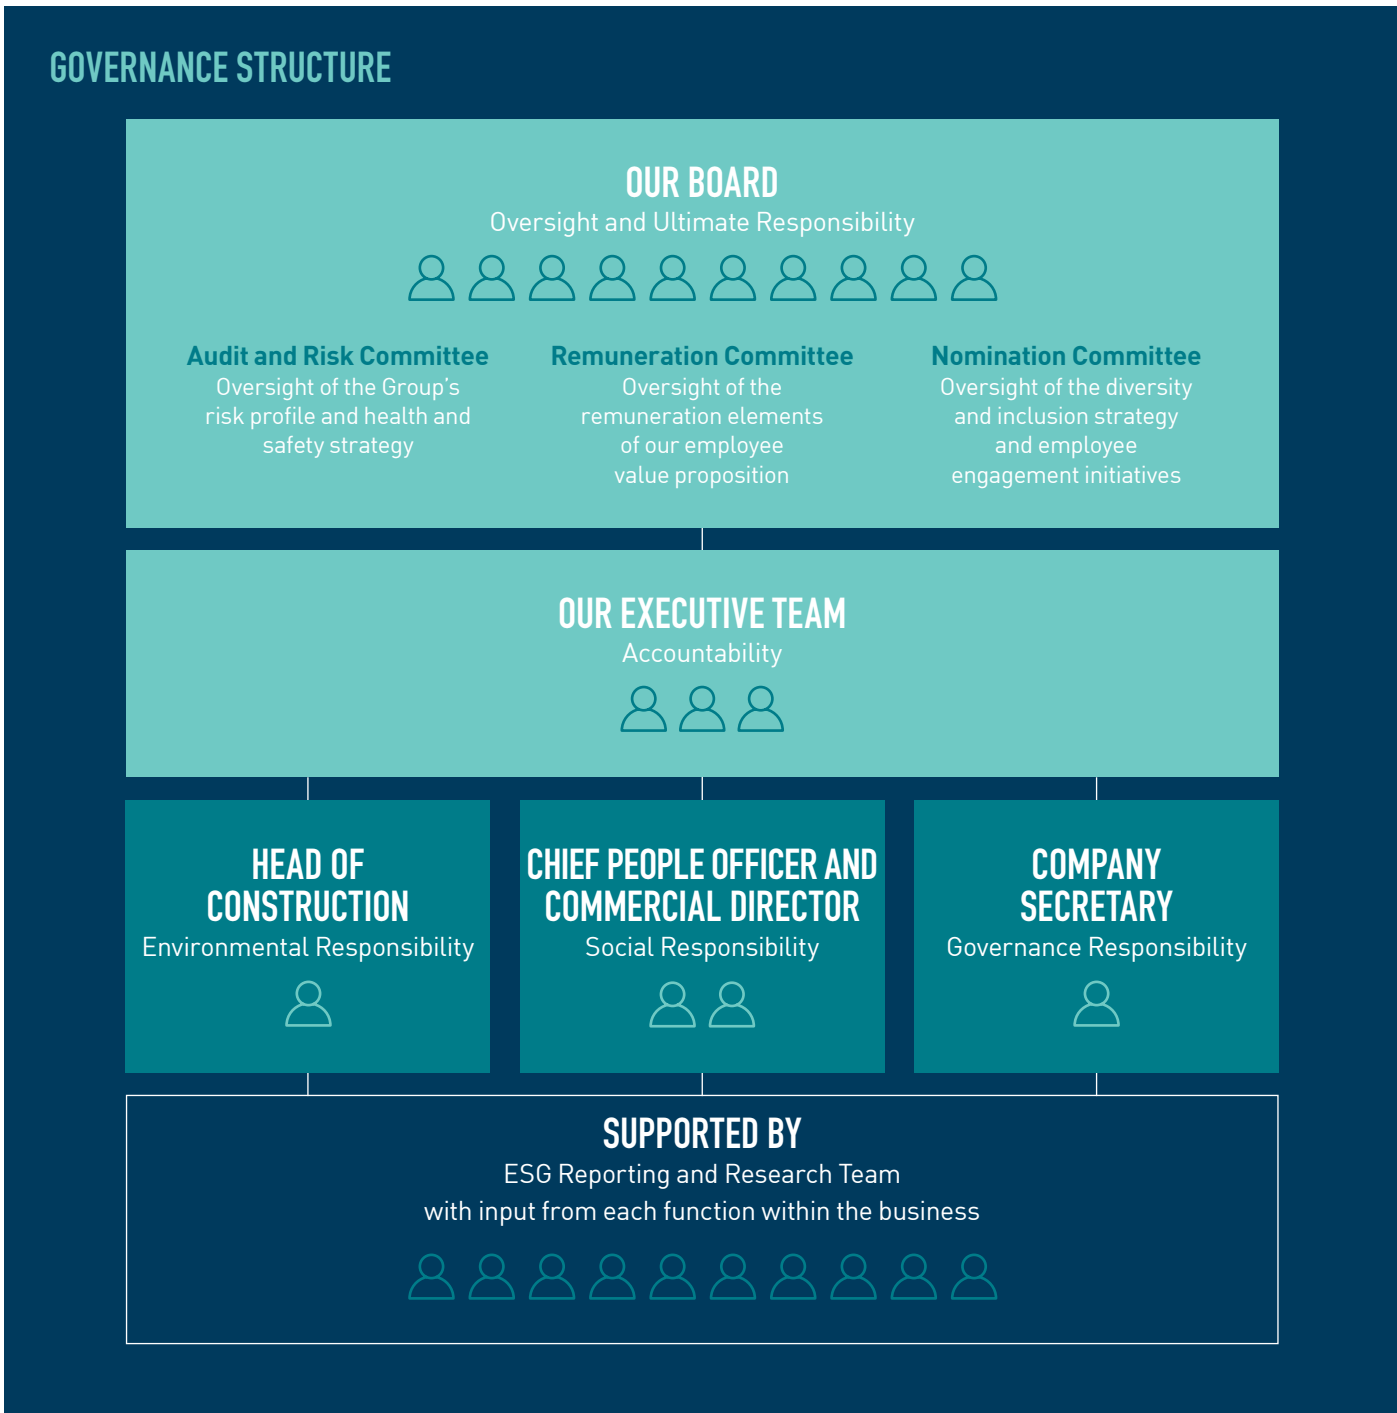 GOVERNANCE STRUCTURE
OUR BOARD
Oversight and Ultimate Responsibility
Audit and Risk Committee
Oversight of the Group's
risk profile and health and
safety strategy
Remuneration Committee
Oversight of the
remuneration elements
of our employee
value proposition
Nomination Committee
Oversight of the diversity
and inclusion strategy
and employee
engagement initiatives
OUR EXECUTIVE TEAM
Accountability
HEAD OF
CONSTRUCTION
Environmental Responsibility
CHIEF PEOPLE OFFICER AND
COMMERCIAL DIRECTOR
Social Responsibility
COMPANY
SECRETARY
Governance Responsibility
SUPPORTED BY
ESG Reporting and Research Team
with input from each function within the business